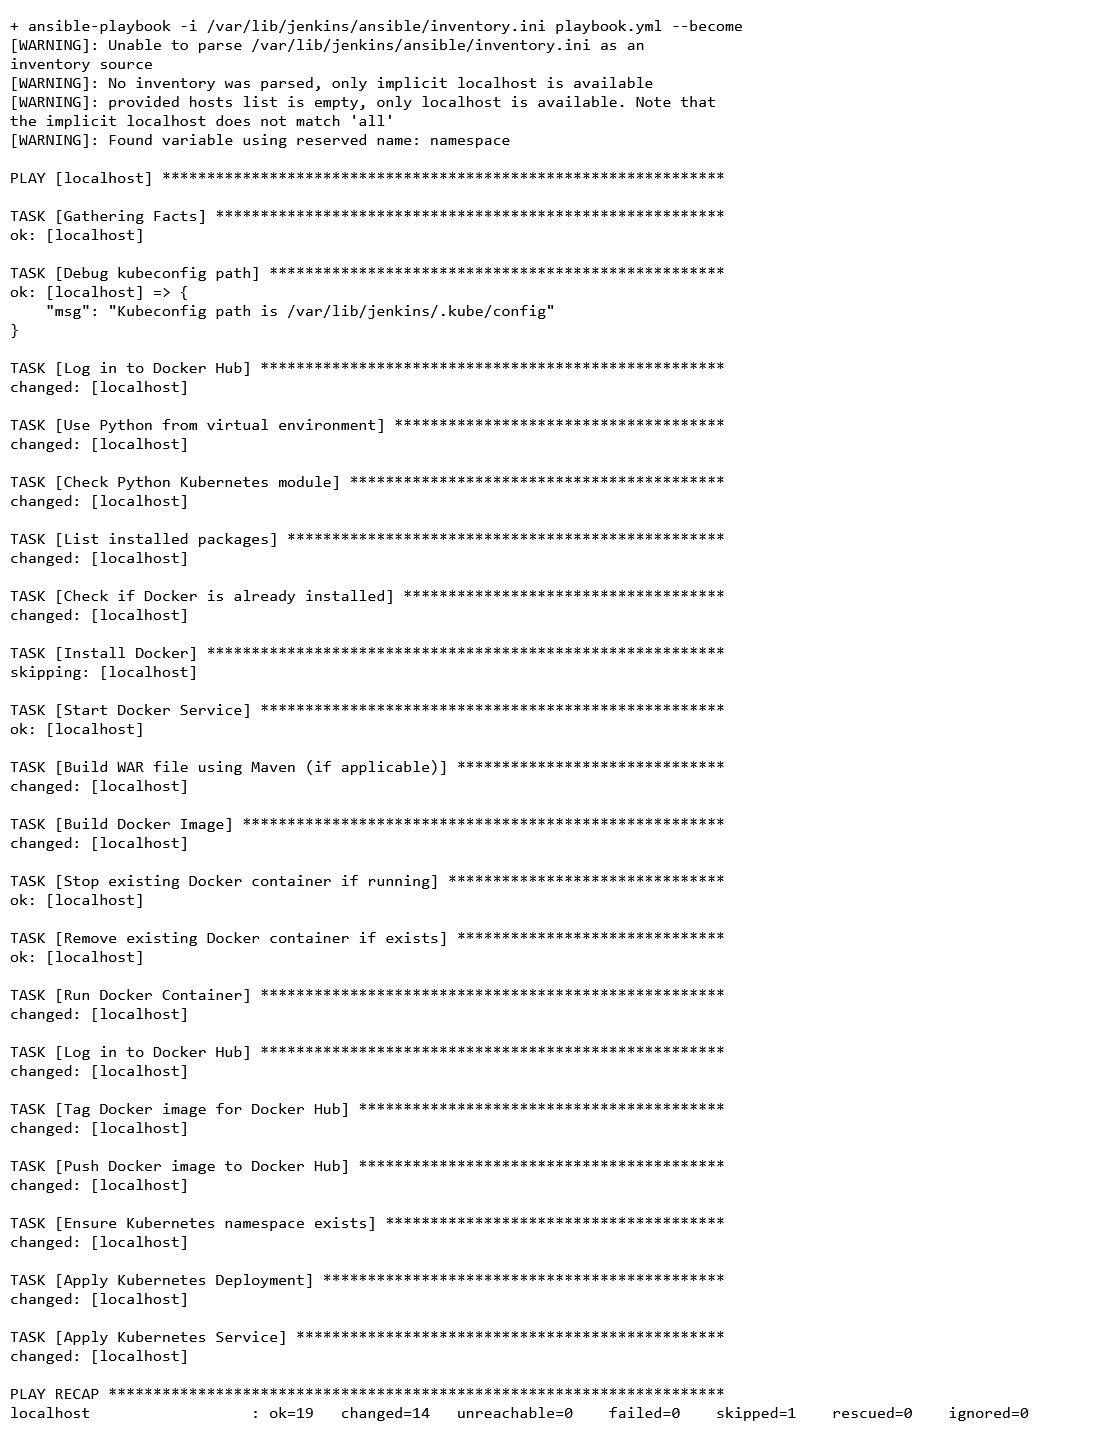 + ansible-playbook -i /var/lib/jenkins/ansible/inventory.ini playbook.yml --become
[WARNING]: Unable to parse /var/lib/jenkins/ansible/inventory.ini as an
inventory source
[WARNING]: No inventory was parsed, only implicit localhost is available
[WARNING]: provided hosts list is empty, only localhost is available. Note that
the implicit localhost does not match 'all'
[WARNING]: Found variable using reserved name: namespace

PLAY [localhost] ***************************************************************

TASK [Gathering Facts] *********************************************************
ok: [localhost]

TASK [Debug kubeconfig path] ***************************************************
ok: [localhost] => {
    "msg": "Kubeconfig path is /var/lib/jenkins/.kube/config"
}

TASK [Log in to Docker Hub] ****************************************************
changed: [localhost]

TASK [Use Python from virtual environment] *************************************
changed: [localhost]

TASK [Check Python Kubernetes module] ******************************************
changed: [localhost]

TASK [List installed packages] *************************************************
changed: [localhost]

TASK [Check if Docker is already installed] ************************************
changed: [localhost]

TASK [Install Docker] **********************************************************
skipping: [localhost]

TASK [Start Docker Service] ****************************************************
ok: [localhost]

TASK [Build WAR file using Maven (if applicable)] ******************************
changed: [localhost]

TASK [Build Docker Image] ******************************************************
changed: [localhost]

TASK [Stop existing Docker container if running] *******************************
ok: [localhost]

TASK [Remove existing Docker container if exists] ******************************
ok: [localhost]

TASK [Run Docker Container] ****************************************************
changed: [localhost]

TASK [Log in to Docker Hub] ****************************************************
changed: [localhost]

TASK [Tag Docker image for Docker Hub] *****************************************
changed: [localhost]

TASK [Push Docker image to Docker Hub] *****************************************
changed: [localhost]

TASK [Ensure Kubernetes namespace exists] **************************************
changed: [localhost]

TASK [Apply Kubernetes Deployment] *********************************************
changed: [localhost]

TASK [Apply Kubernetes Service] ************************************************
changed: [localhost]

PLAY RECAP *********************************************************************
localhost                  : ok=19   changed=14   unreachable=0    failed=0    skipped=1    rescued=0    ignored=0